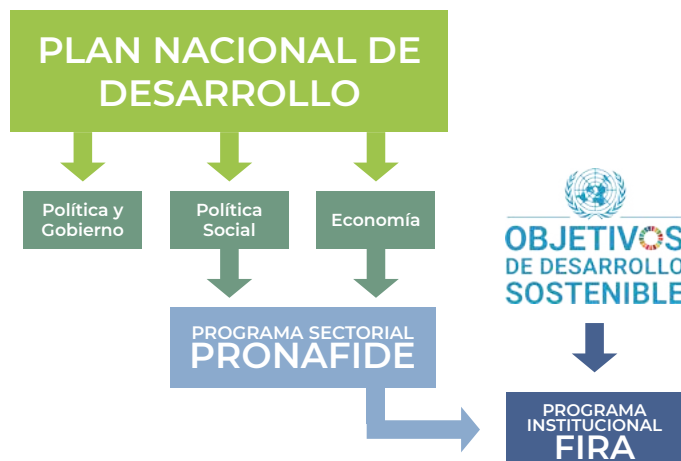 PLAN NACIONAL DE
DESARROLLO
Política y
Gobierno
Política
Social
Economía
OBJETIVOS
DE DESARROLLO
SOSTENIBLE
PROGRAMA SECTORIAL
PRONAFIDE
PROGRAMA
INSTITUCIONAL
FIRA